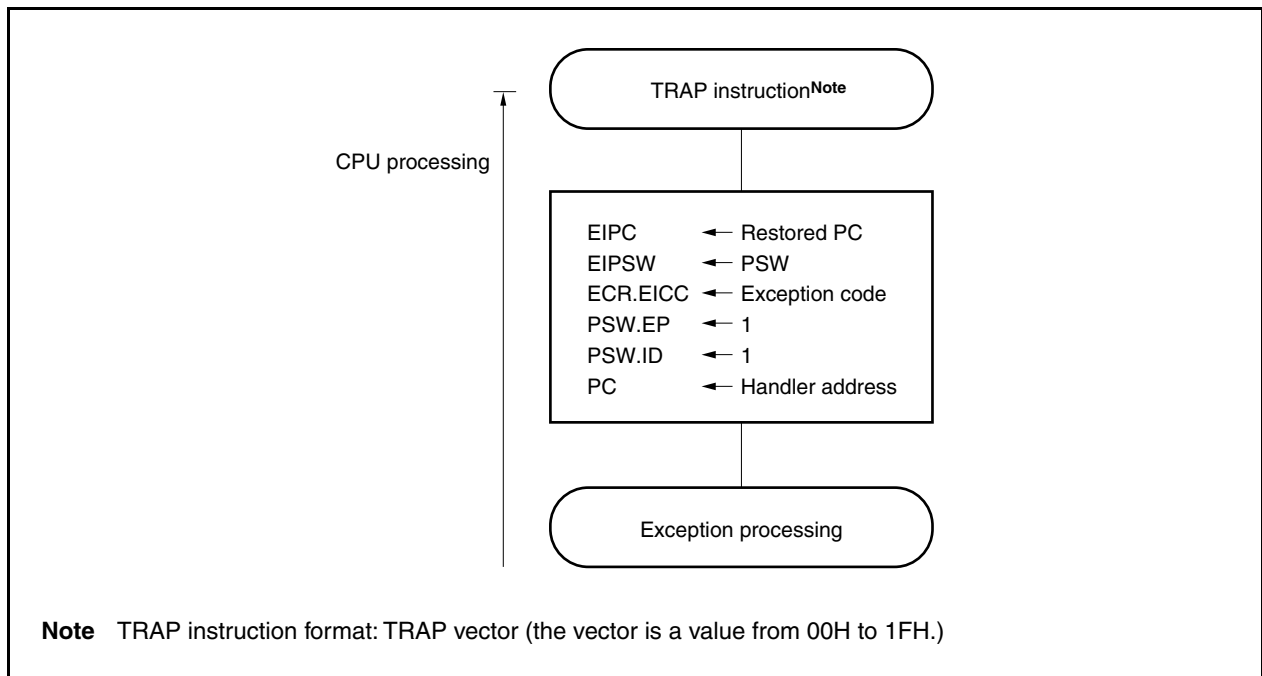 TRAP instructionNote
CPU processing
EIPC ← Restored PC
EIPSW ← PSW
ECR.EICC ← Exception code
PSW.EP ← 1
PSW.ID ← 1
PC ← Handler address
Exception processing
Note TRAP instruction format: TRAP vector (the vector is a value from 00H to 1FH.)